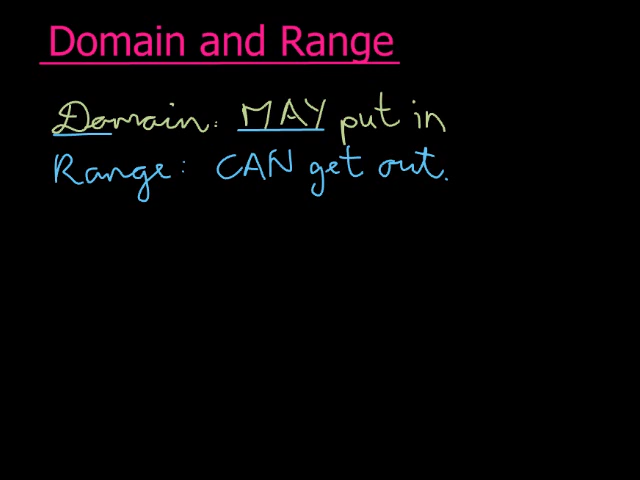 Domain and Range
Domain: MAY put in
Range: CAN get out.